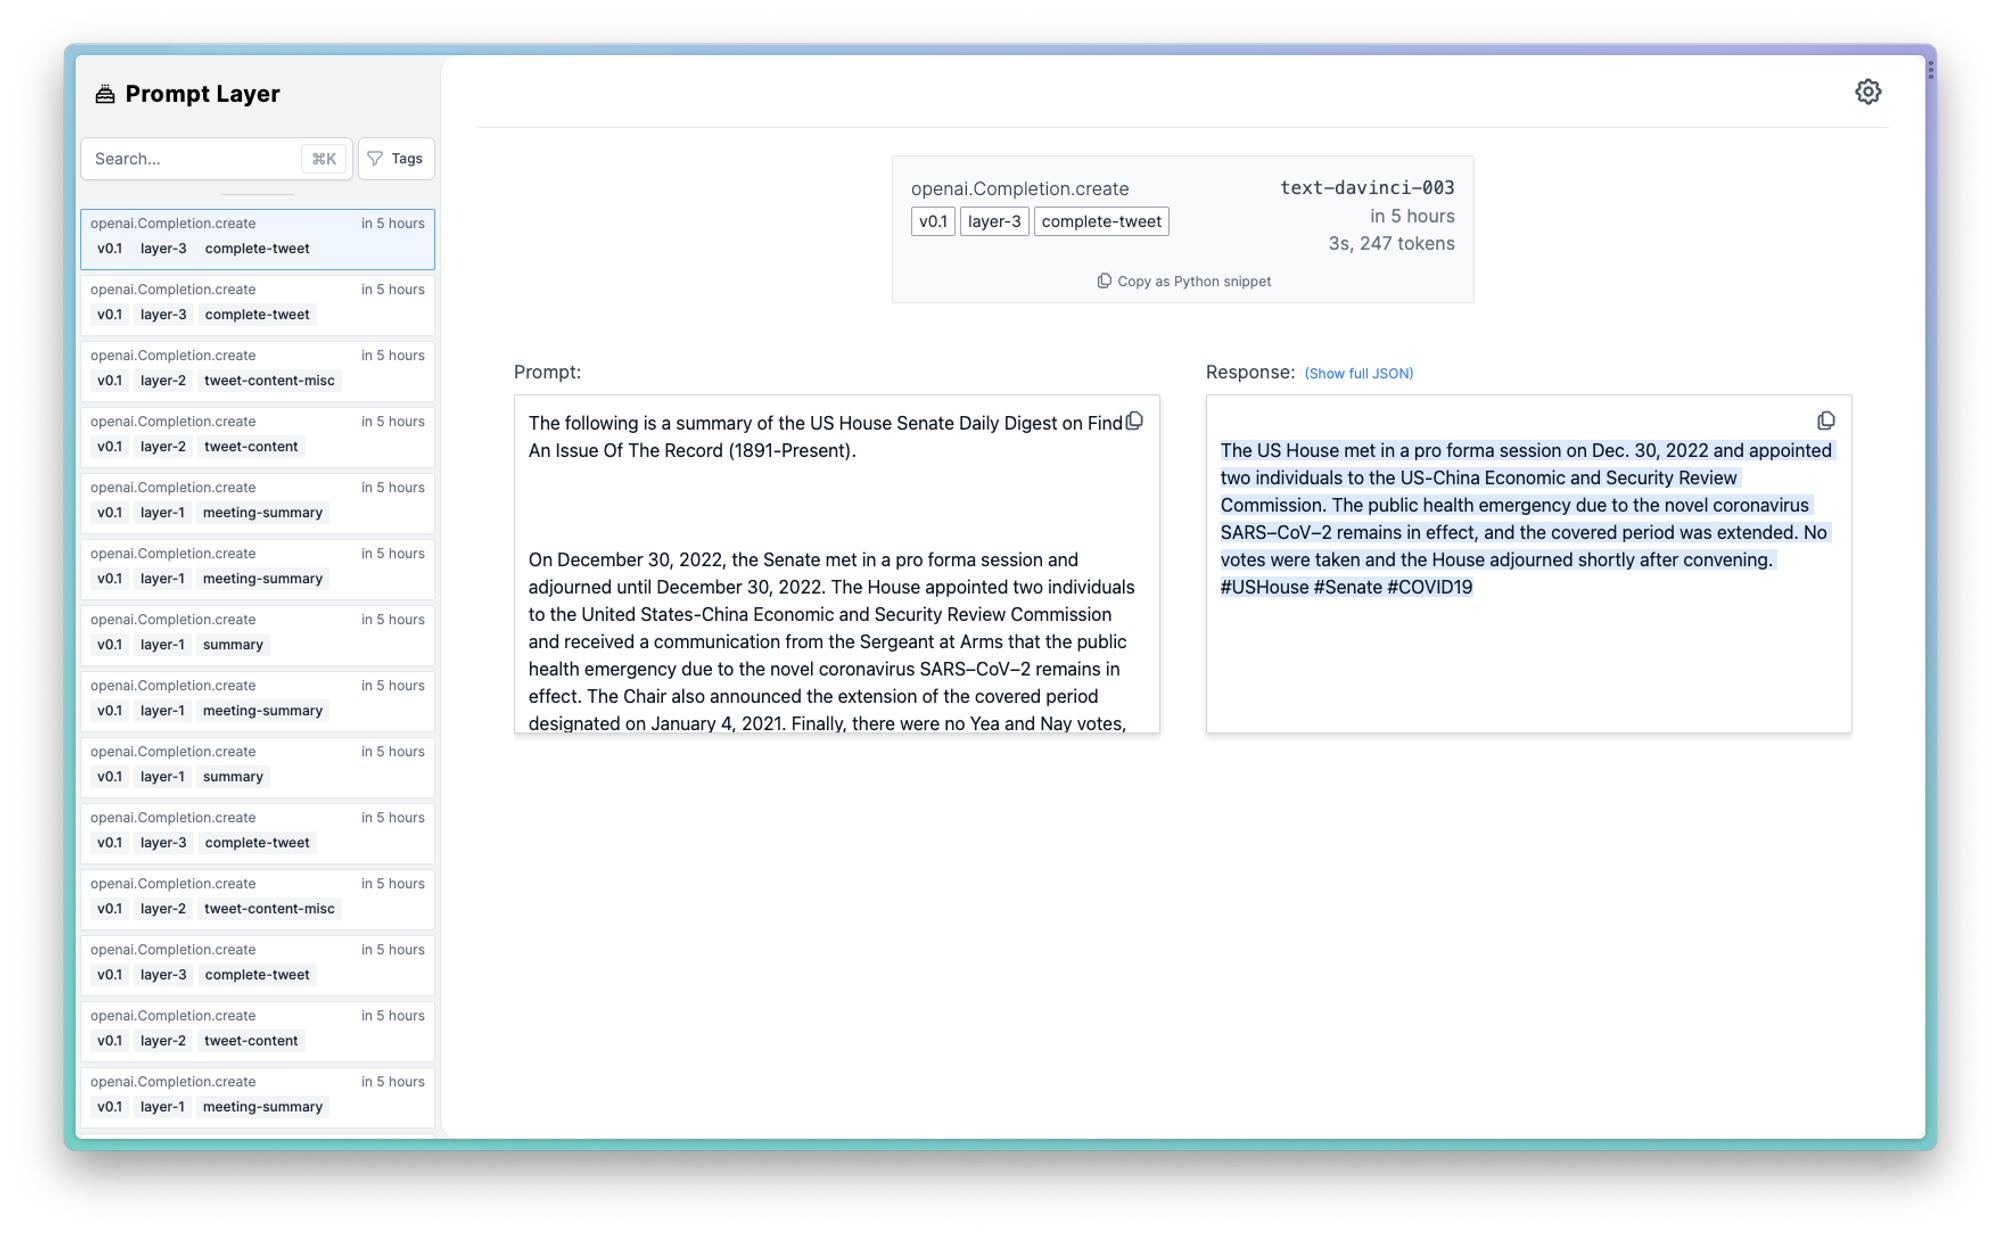 Prompt Layer
Search...
⌘K
Tags
openai.Completion.create in 5 hours
v0.1 layer-3 complete-tweet
openai.Completion.create in 5 hours
v0.1 layer-3 complete-tweet
openai.Completion.create in 5 hours
v0.1 layer-2 tweet-content-misc
openai.Completion.create in 5 hours
v0.1 layer-2 tweet-content
openai.Completion.create in 5 hours
v0.1 layer-1 meeting-summary
openai.Completion.create in 5 hours
v0.1 layer-1 meeting-summary
openai.Completion.create in 5 hours
v0.1 layer-1 summary
openai.Completion.create in 5 hours
v0.1 layer-1 meeting-summary
openai.Completion.create in 5 hours
v0.1 layer-1 summary
openai.Completion.create in 5 hours
v0.1 layer-3 complete-tweet
openai.Completion.create in 5 hours
v0.1 layer-2 tweet-content-misc
openai.Completion.create in 5 hours
v0.1 layer-3 complete-tweet
openai.Completion.create in 5 hours
v0.1 layer-2 tweet-content
openai.Completion.create in 5 hours
v0.1 layer-1 meeting-summary
openai.Completion.create
v0.1 layer-3 complete-tweet
text-davinci-003
in 5 hours
3s, 247 tokens
Copy as Python snippet
Prompt:
The following is a summary of the US House Senate Daily Digest on Find
An Issue Of The Record (1891-Present).
On December 30, 2022, the Senate met in a pro forma session and
adjourned until December 30, 2022. The House appointed two individuals
to the United States-China Economic and Security Review Commission
and received a communication from the Sergeant at Arms that the public
health emergency due to the novel coronavirus SARS–CoV–2 remains in
effect. The Chair also announced the extension of the covered period
designated on January 4, 2021. Finally, there were no Yea and Nay votes,
Response: (Show full JSON)
The US House met in a pro forma session on Dec. 30, 2022 and appointed
two individuals to the US-China Economic and Security Review
Commission. The public health emergency due to the novel coronavirus
SARS–CoV–2 remains in effect, and the covered period was extended. No
votes were taken and the House adjourned shortly after convening.
#USHouse #Senate #COVID19